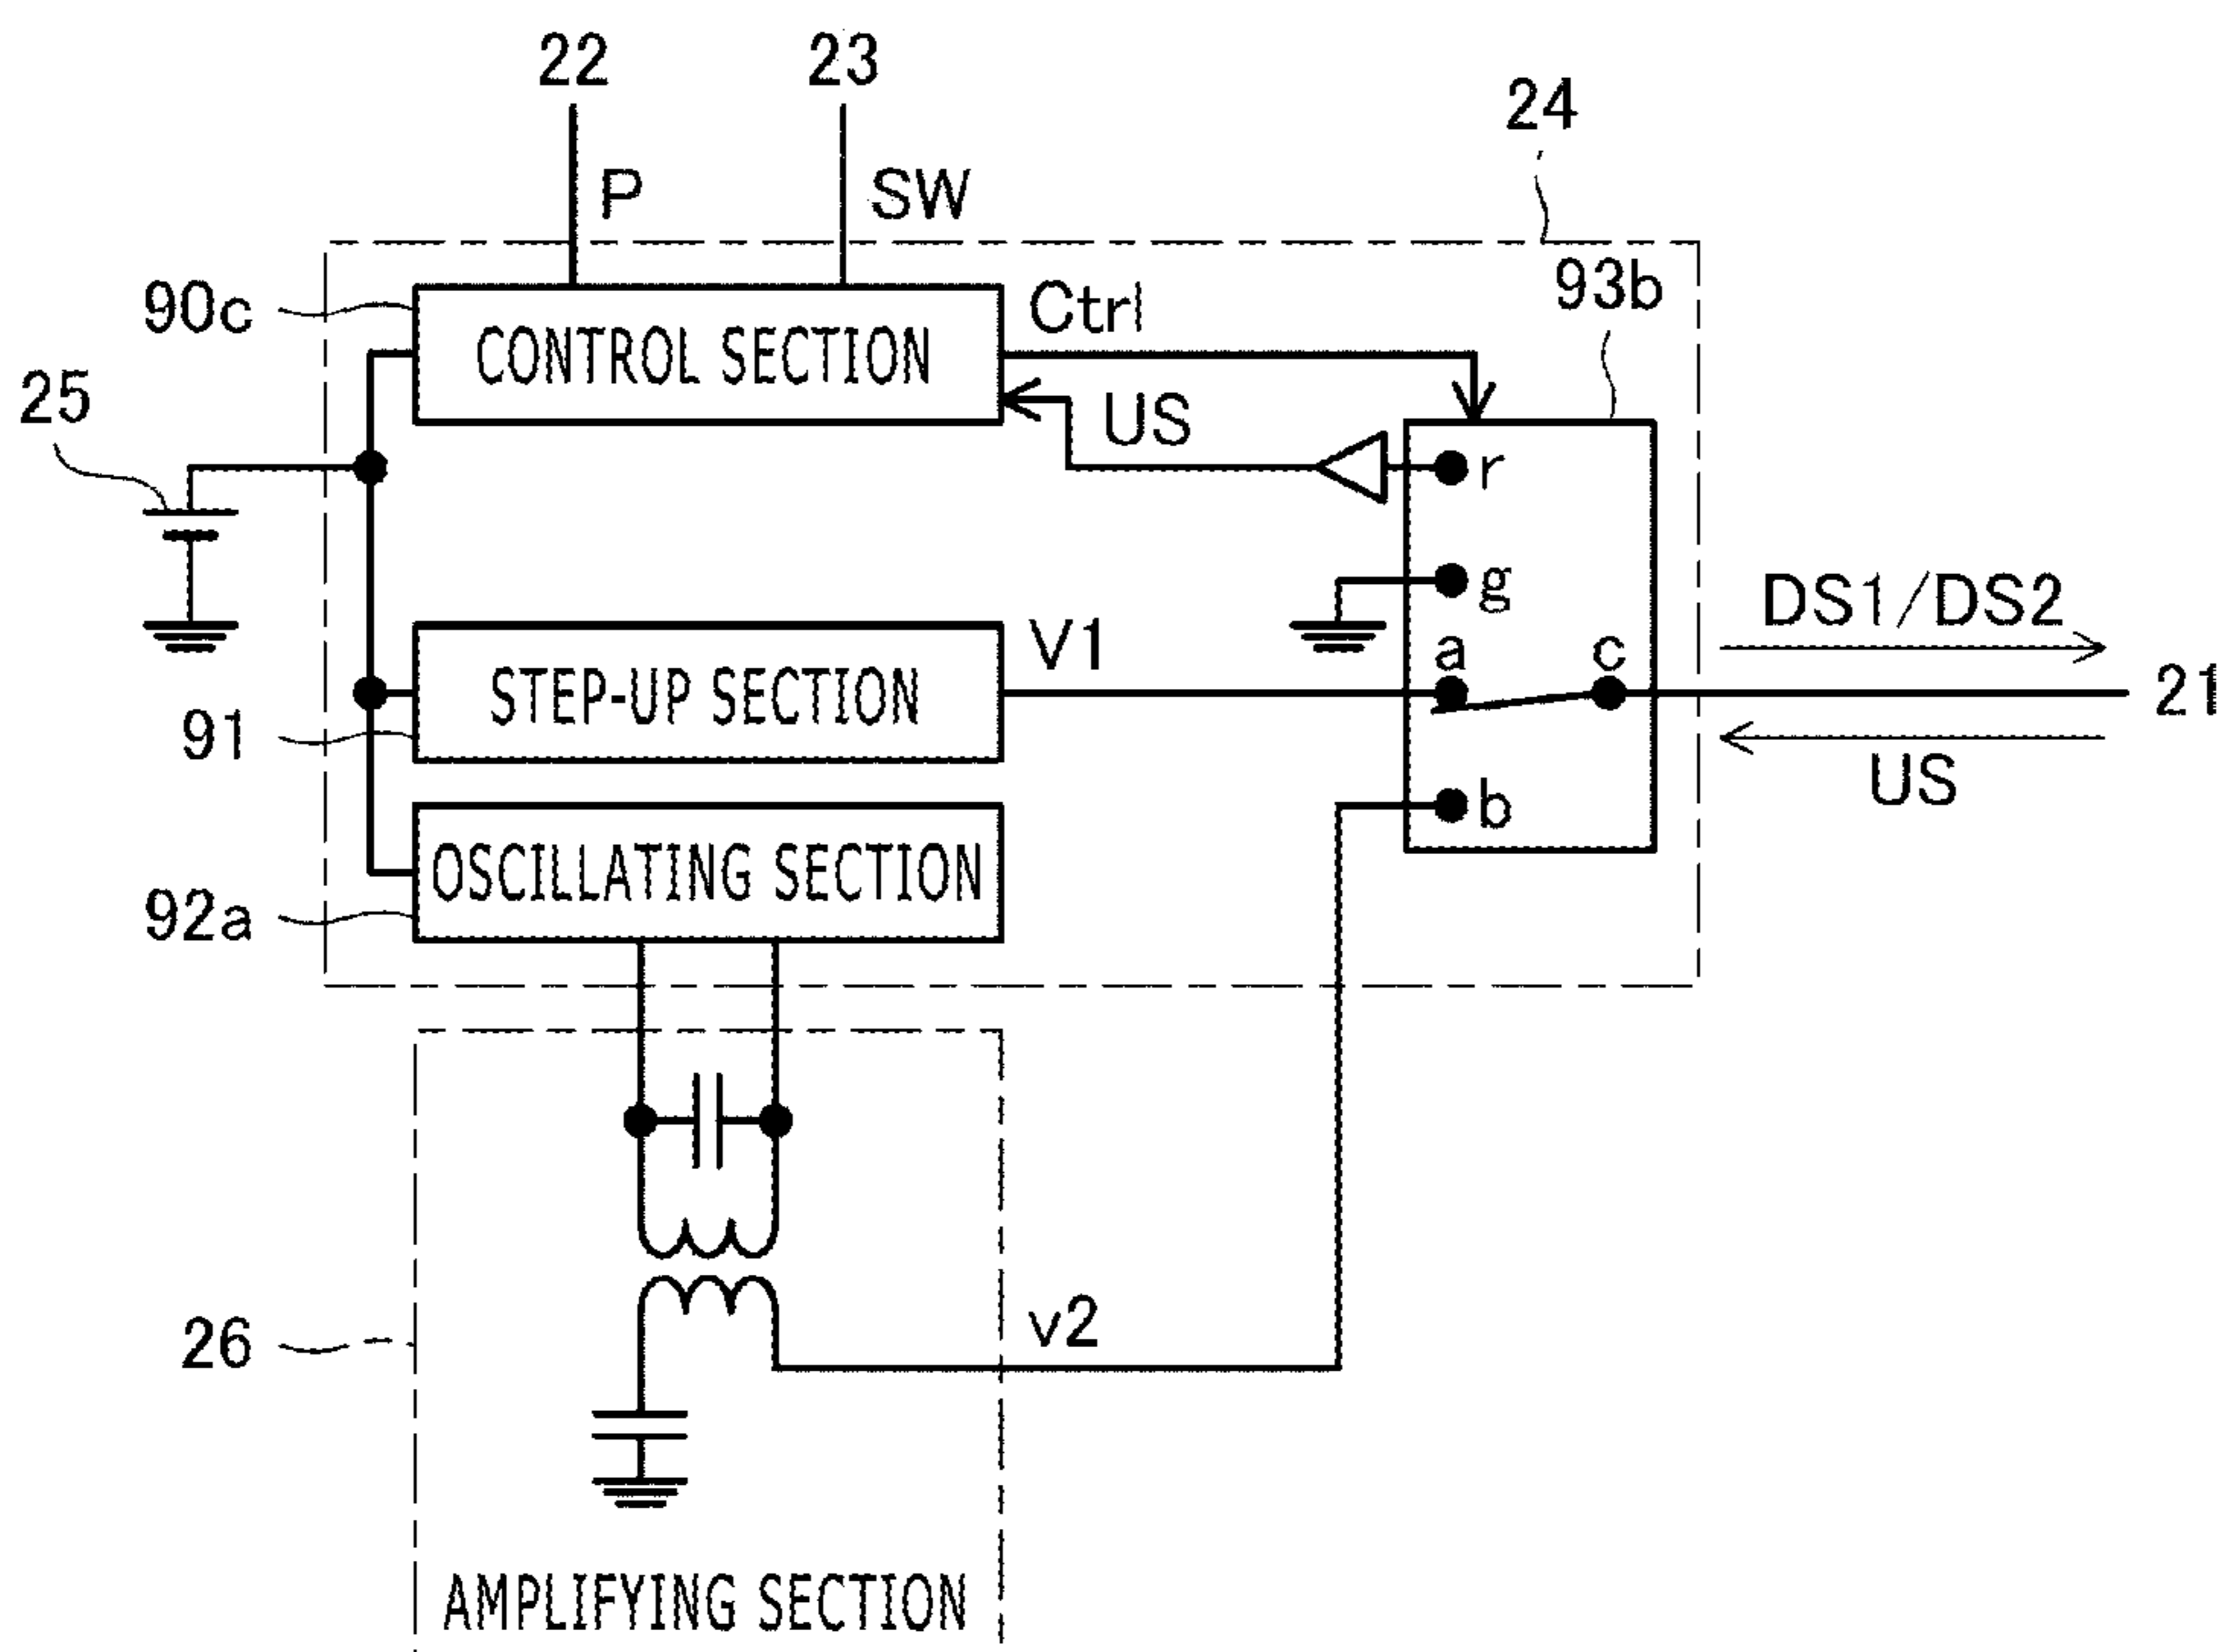 22
23
24
P
SW
93b
90c
Ctrl
CONTROL SECTION
25
US
r
g
DS1/DS2
V1
a
c
STEP-UP SECTION
21
91
US
b
OSCILLATING SECTION
92a
26
v2
AMPLIFYING SECTION